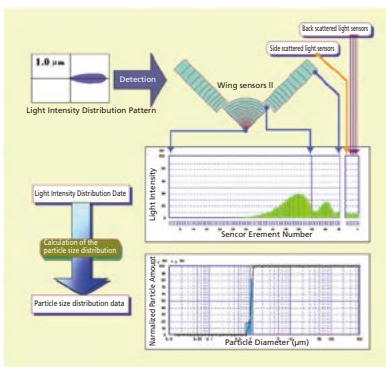 Back scattered light sensors
Side scattered light sensors
1.0 μm
Detection
Wing sensors II
Light Intensity Distribution Pattern
Light Intensity
Sencor Erement Number
Light Intensity Distribution Date
Calculation of the
particle size distribution
Particle size distribution data
Normalized Particle Amount
Particle Diameter (μm)